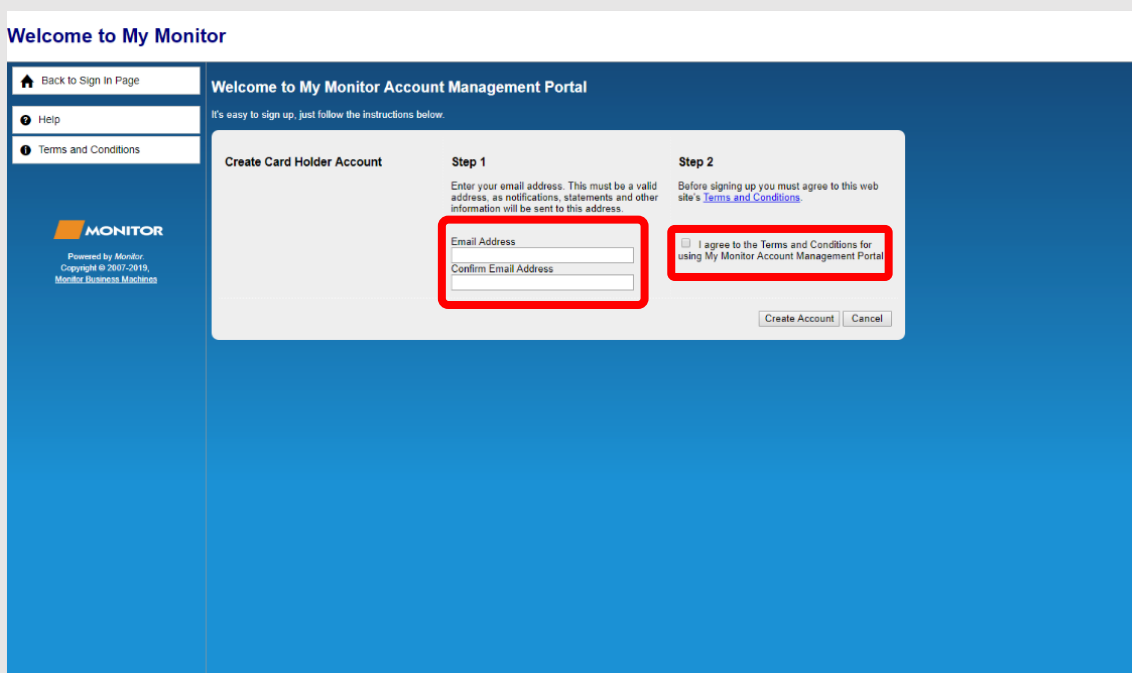 Welcome to My Monitor
Back to Sign In Page
Help
Terms and Conditions
MONITOR
Powered by Monitor.
Copyright © 2007-2019,
Monitor Business Machines
Welcome to My Monitor Account Management Portal
It's easy to sign up, just follow the instructions below.
Create Card Holder Account
Step 1
Enter your email address. This must be a valid
address, as notifications, statements and other
information will be sent to this address.
Email Address
Confirm Email Address
Step 2
Before signing up you must agree to this web
site's Terms and Conditions.
I agree to the Terms and Conditions for
using My Monitor Account Management Portal
Create Account
Cancel